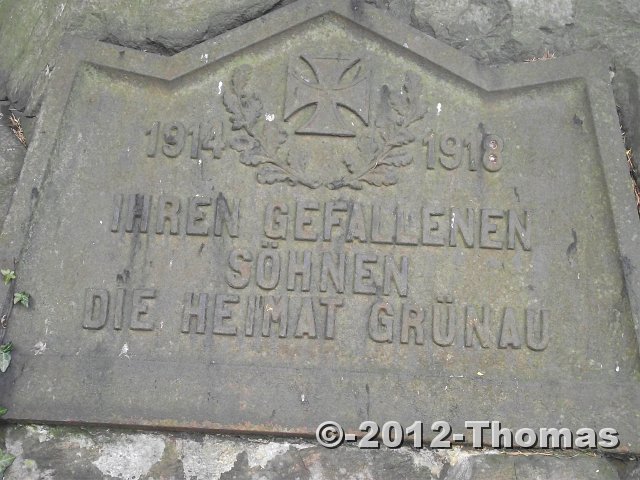 1914 1918
IHREN GEFALLENEN
SÖHNEN
DIE HEIMAT GRÜNAU
©-2012-Thomas